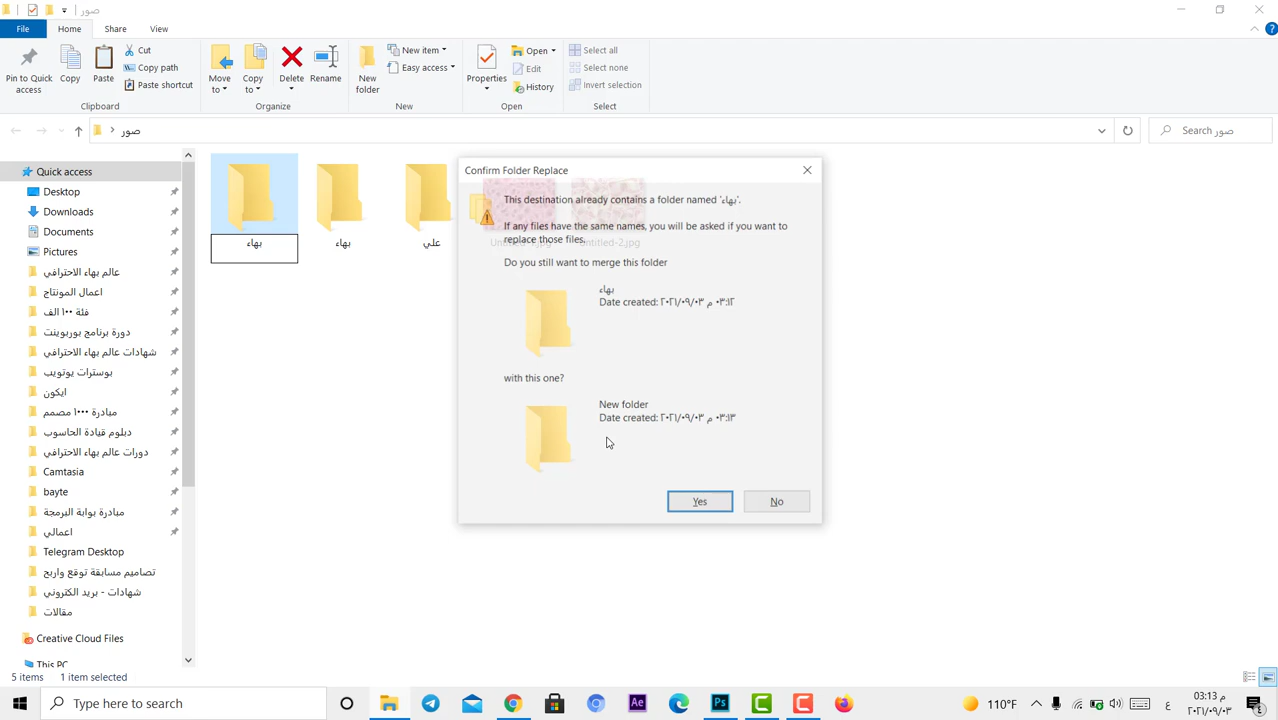 صور
File
Home
Share
View
Pin to Quick access
Copy
Paste
Cut
Copy path
Paste shortcut
Clipboard
Move to
Copy to
Delete
Rename
Organize
New folder
New item
Easy access
New
Properties
Open
Edit
History
Open
Select all
Select none
Invert selection
Select
صور
Search صور
Quick access
Desktop
Downloads
Documents
Pictures
عالم بهاء الاحترافي
اعمال المونتاج
فئة ١٠٠ الف
دورة برنامج بوربوينت
شهادات عالم بهاء الاحترافي
بوسترات يوتيوب
ايكون
مبادرة ١٠٠٠ مصمم
دبلوم قيادة الحاسوب
دورات عالم بهاء الاحترافي
Camtasia
bayte
مبادرة بوابة البرمجة
اعمالي
Telegram Desktop
تصاميم مسابقة توقع واربح
شهادات - بريد الكتروني
مقالات
Creative Cloud Files
This PC
بهاء
بهاء
علي
Untitled-1.jpg
Untitled-2.jpg
Confirm Folder Replace
This destination already contains a folder named 'بهاء'.
If any files have the same names, you will be asked if you want to
replace those files.
Do you still want to merge this folder
بهاء
Date created: ٢٠٢١/٠٩/٠٣ م ٠٣:١٢
with this one?
New folder
Date created: ٢٠٢١/٠٩/٠٣ م ٠٣:١٣
Yes
No
5 items
1 item selected
Type here to search
Ae
Ps
110°F
ع
م 03:13
٢٠٢١/٠٩/٠٣